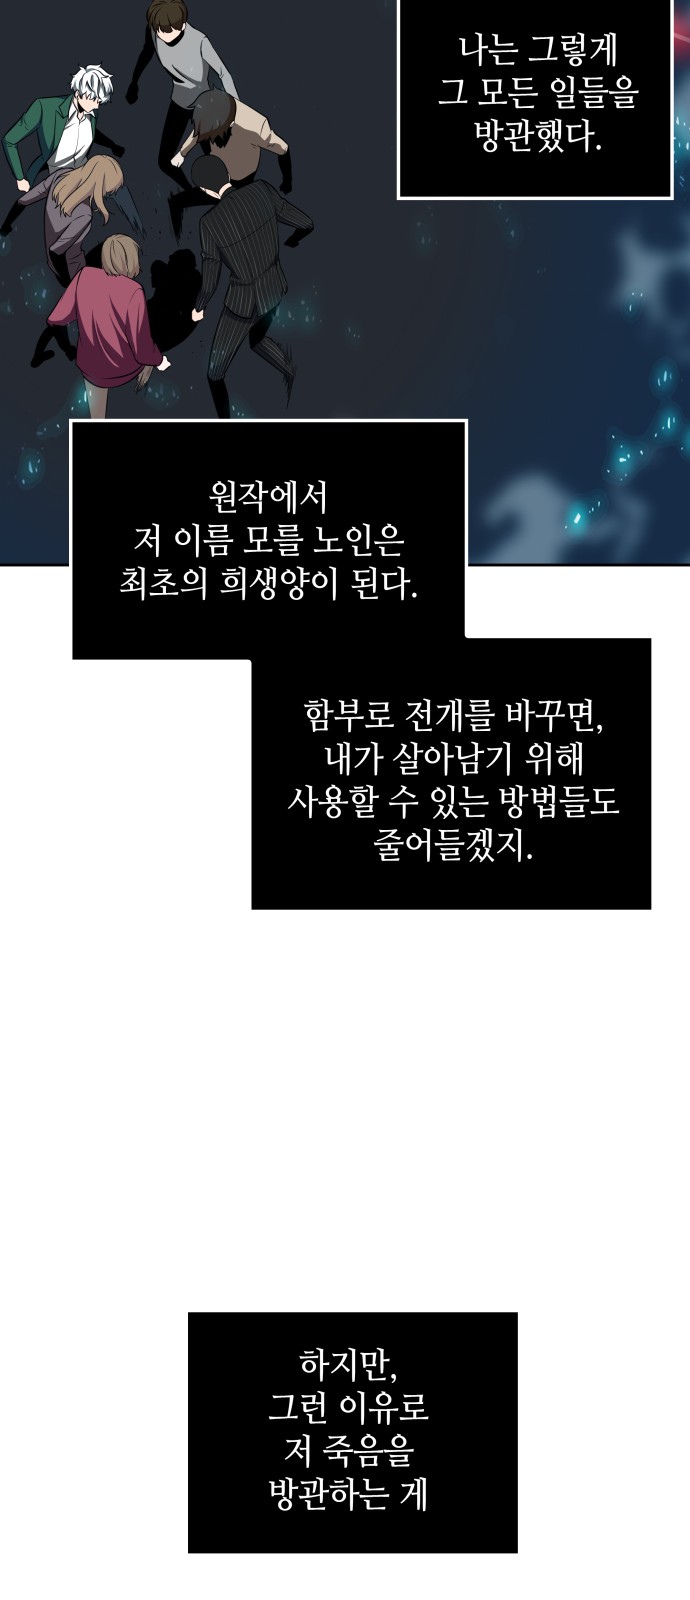 나는 그렇게
그 모든 일들을
방관했다.
원작에서
저 이름 모를 노인은
최초의 희생양이 된다.
함부로 전개를 바꾸면,
내가 살아남기 위해
사용할 수 있는 방법들도
줄어들겠지.
하지만,
그런 이유로
저 죽음을
방관하는 게